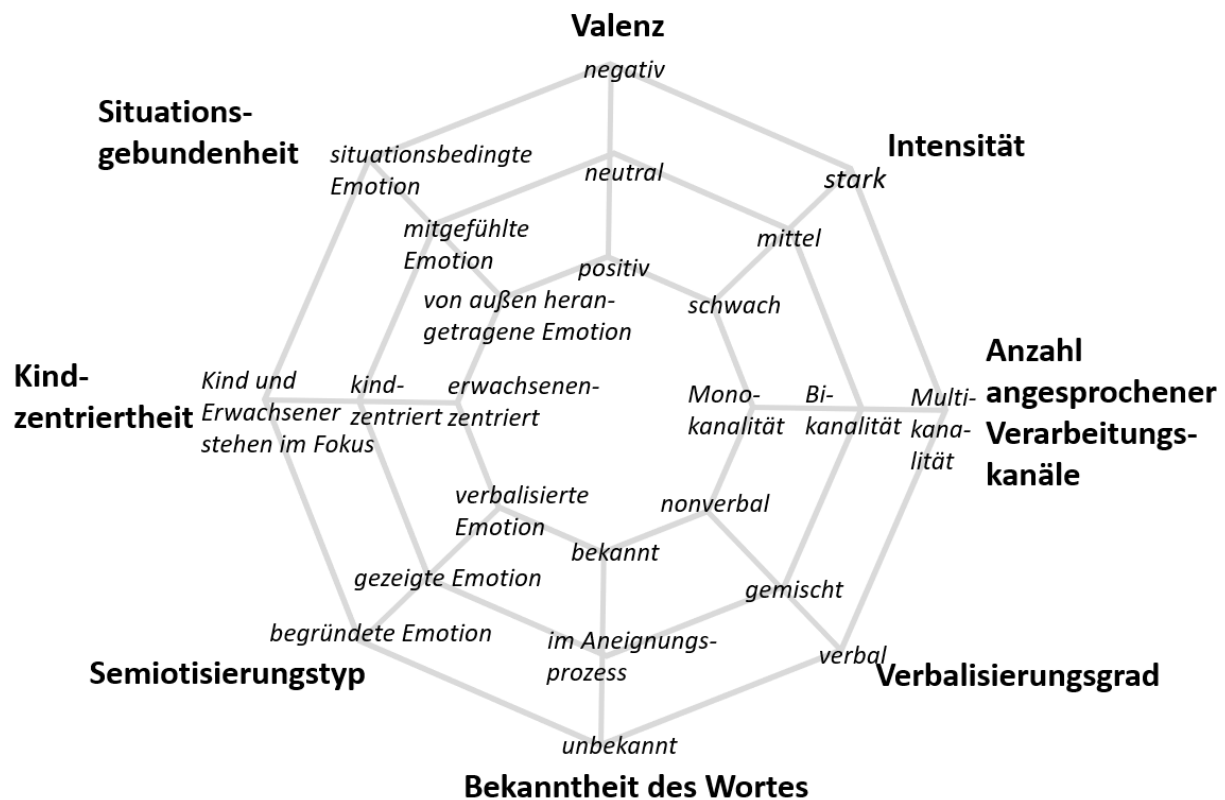 Valenz
negativ
neutral
positiv
Intensität
stark
mittel
schwach
Anzahl
angesprochener
Verarbeitungs-
kanäle
Mono-
kanalität
Bi-
kanalität
Multi-
kana-
lität
nonverbal
gemischt
verbal
Verbalisierungsgrad
bekannt
im Aneignungs-
prozess
unbekannt
Bekanntheit des Wortes
verbalisierte
Emotion
gezeigte Emotion
begründete Emotion
Semiotisierungstyp
Kind-
zentriertheit
Kind und
Erwachsener
stehen im Fokus
kind-
zentriert
erwachsenen-
zentriert
Situations-
gebundenheit
situationsbedingte
Emotion
mitgefühlte
Emotion
von außen heran-
getragene Emotion